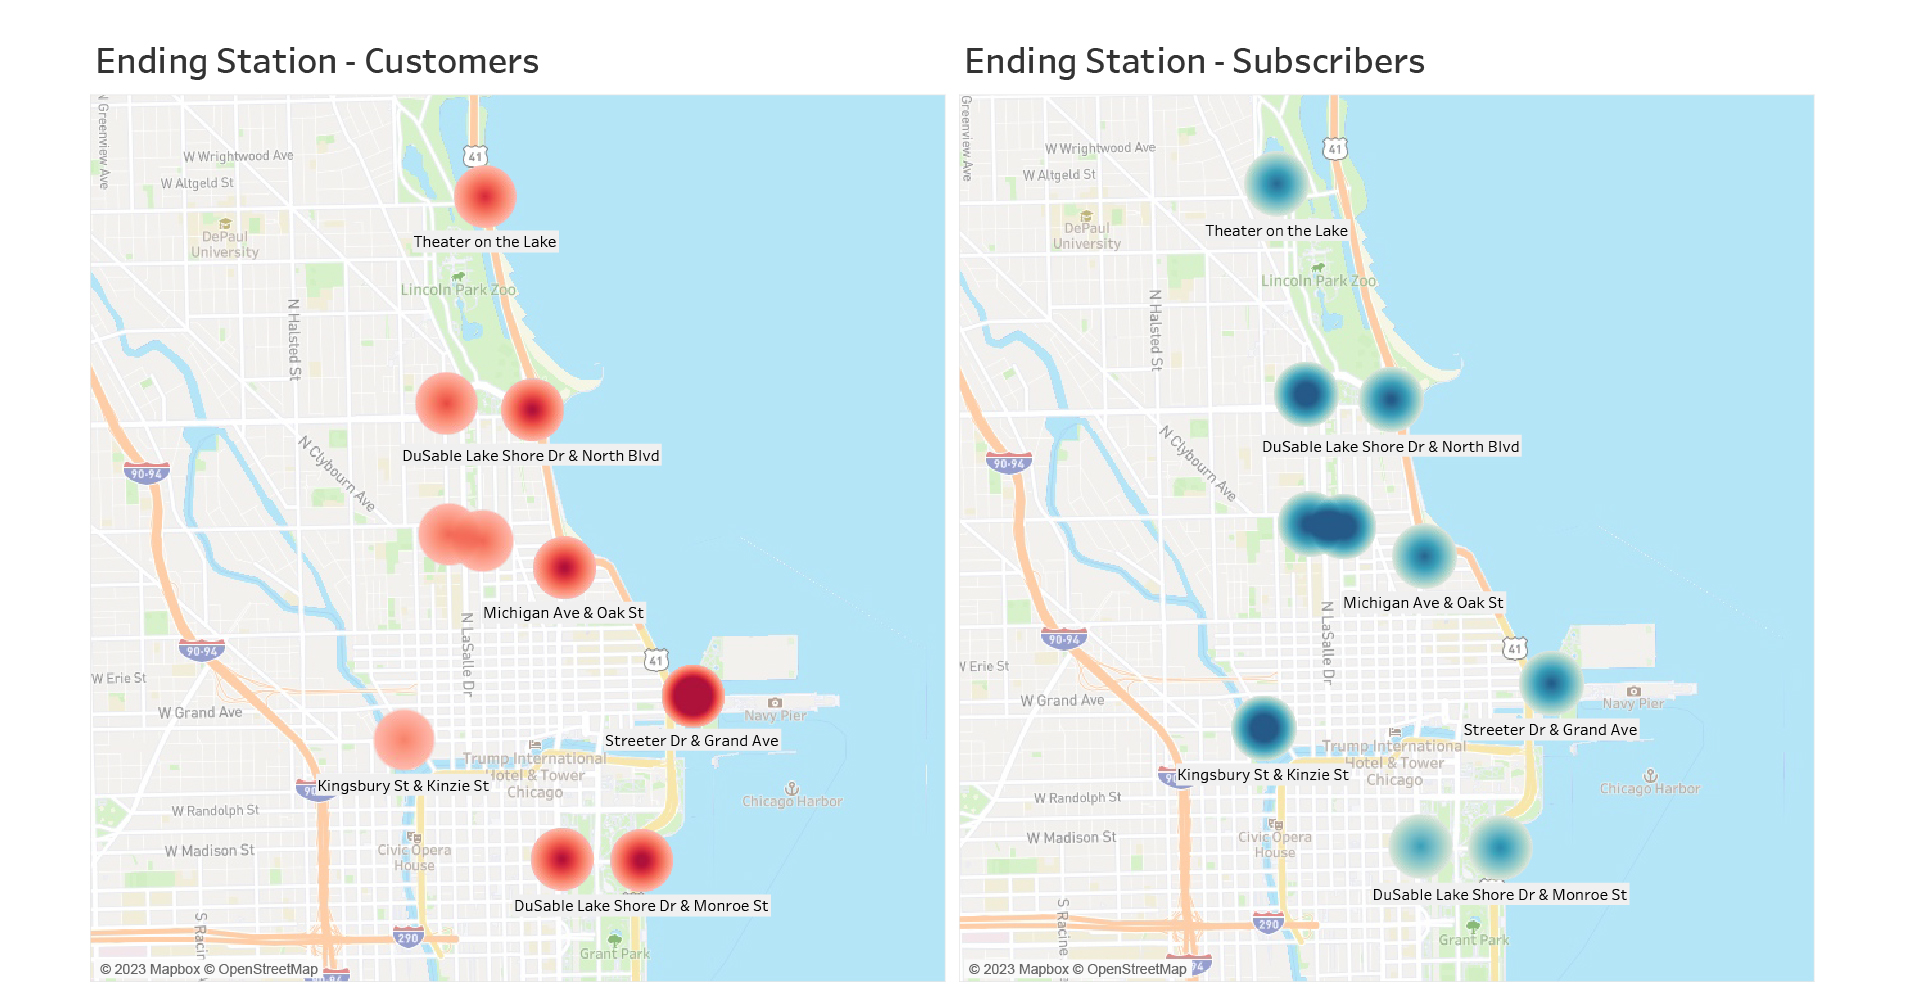 Ending Station - Customers
N Greenview Ave
W Wrightwood Ave
41
W Altgeld St
DePaul
University
Theater on the Lake
Lincoln Park Zoo
N Halsted St
DuSable Lake Shore Dr & North Blvd
90-94
N Clybourn Ave
Michigan Ave & Oak St
N LaSalle Dr
90-94
41
W Erie St
W Grand Ave
Navy Pier
Streeter Dr & Grand Ave
Trump International
Hotel & Tower
Chicago
Kingsbury St & Kinzie St
Chicago Harbor
W Randolph St
W Madison St
Civic Opera
House
DuSable Lake Shore Dr & Monroe St
290
Grant Park
© 2023 Mapbox © OpenStreetMap
Ending Station - Subscribers
Greenview Ave
W Wrightwood Ave
41
W Altgeld St
DePaul
University
Theater on the Lake
Lincoln Park Zoo
N Halsted St
DuSable Lake Shore Dr & North Blvd
90-94
N Clybourn Ave
Michigan Ave & Oak St
N LaSalle Dr
90-94
41
W Erie St
W Grand Ave
Navy Pier
Streeter Dr & Grand Ave
Trump International
Hotel & Tower
Chicago
Kingsbury St & Kinzie St
Chicago Harbor
W Randolph St
W Madison St
Civic Opera
House
DuSable Lake Shore Dr & Monroe St
S Racine
290
Grant Park
© 2023 Mapbox © OpenStreetMap